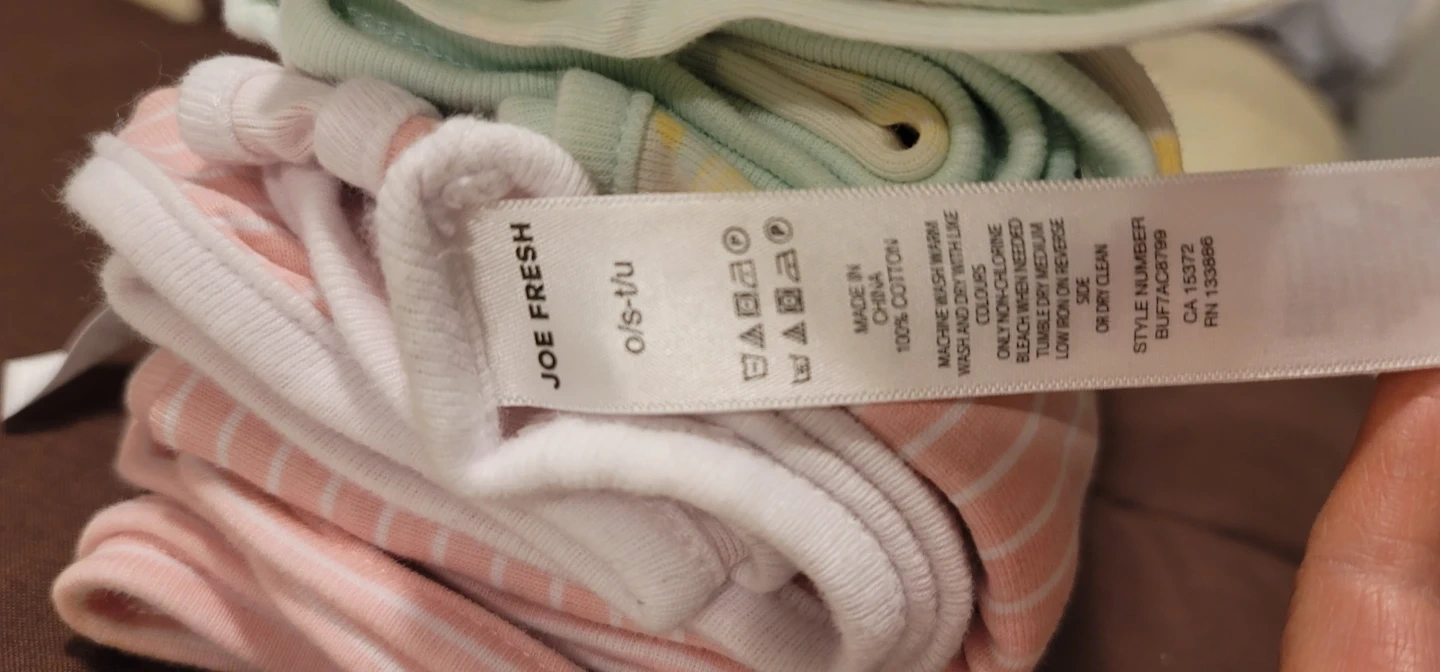 JOE FRESH
o/s-t/u
MADE IN
CHINA
100% COTTON
MACHINE WASH WARM
WASH AND DRY WITH LIKE
COLOURS
ONLY NON-CHLORINE
BLEACH WHEN NEEDED
TUMBLE DRY MEDIUM
LOW IRON ON REVERSE
SIDE
OR DRY CLEAN
STYLE NUMBER
BUF7AC8799
CA 15372
RN 133886